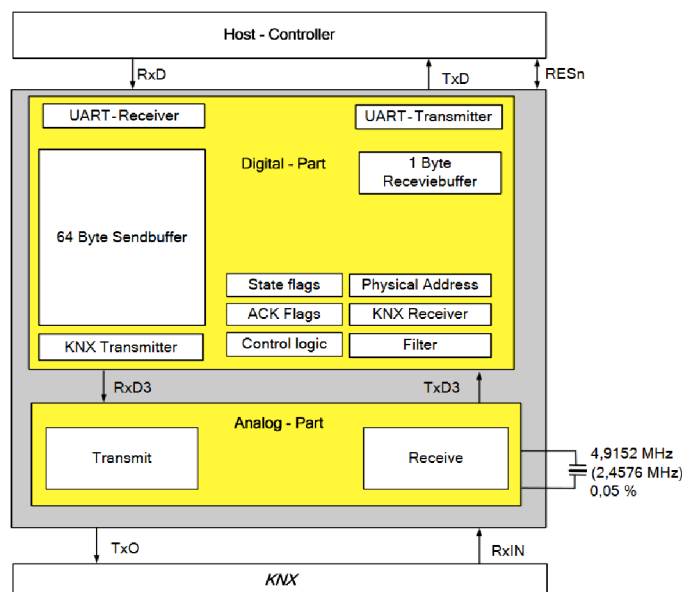 Host - Controller
RxD
TxD
RESn
UART-Receiver
UART-Transmitter
Digital - Part
1 Byte
Receviebuffer
64 Byte Sendbuffer
State flags
Physical Address
ACK Flags
KNX Receiver
KNX Transmitter
Control logic
Filter
RxD3
TxD3
Analog - Part
Transmit
Receive
4,9152 MHz
(2,4576 MHz)
0,05 %
TxO
RxIN
KNX